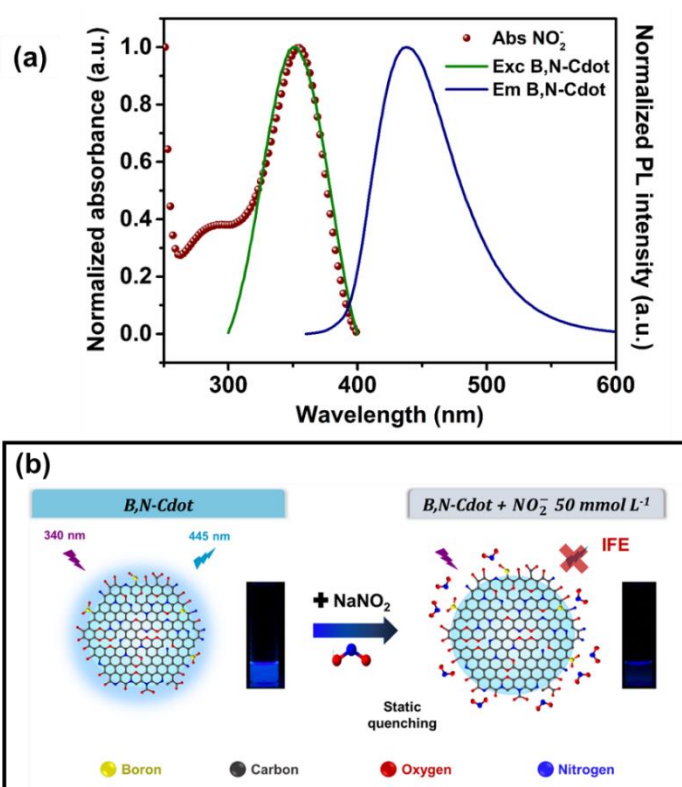 (a)
Normalized absorbance (a.u.)
1.0
0.8
0.6
0.4
0.2
0.0
Abs NO₂⁻
Exc B,N-Cdot
Em B,N-Cdot
Normalized PL intensity (a.u.)
300 400 500 600
Wavelength (nm)
(b)
B,N-Cdot
B,N-Cdot + NO₂⁻ 50 mmol L⁻¹
340 nm
445 nm
IFE
+ NaNO₂
Static
quenching
Boron Carbon Oxygen Nitrogen